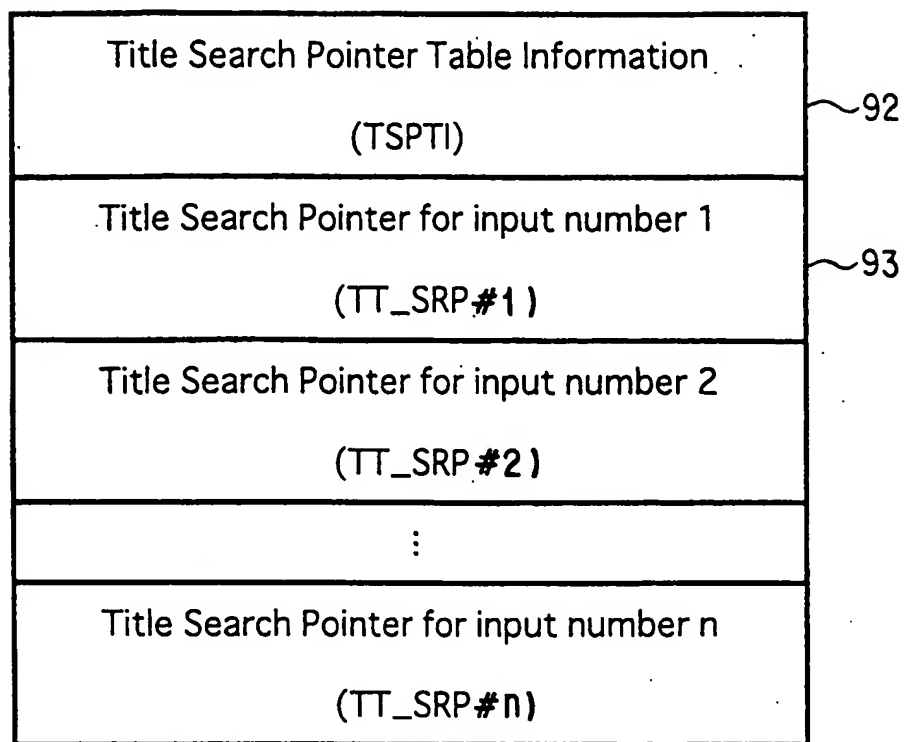 Title Search Pointer Table Information
(TSPTI)
92
Title Search Pointer for input number 1
(TT_SRP#1)
93
Title Search Pointer for input number 2
(TT_SRP#2)
⋮
Title Search Pointer for input number n
(TT_SRP#n)